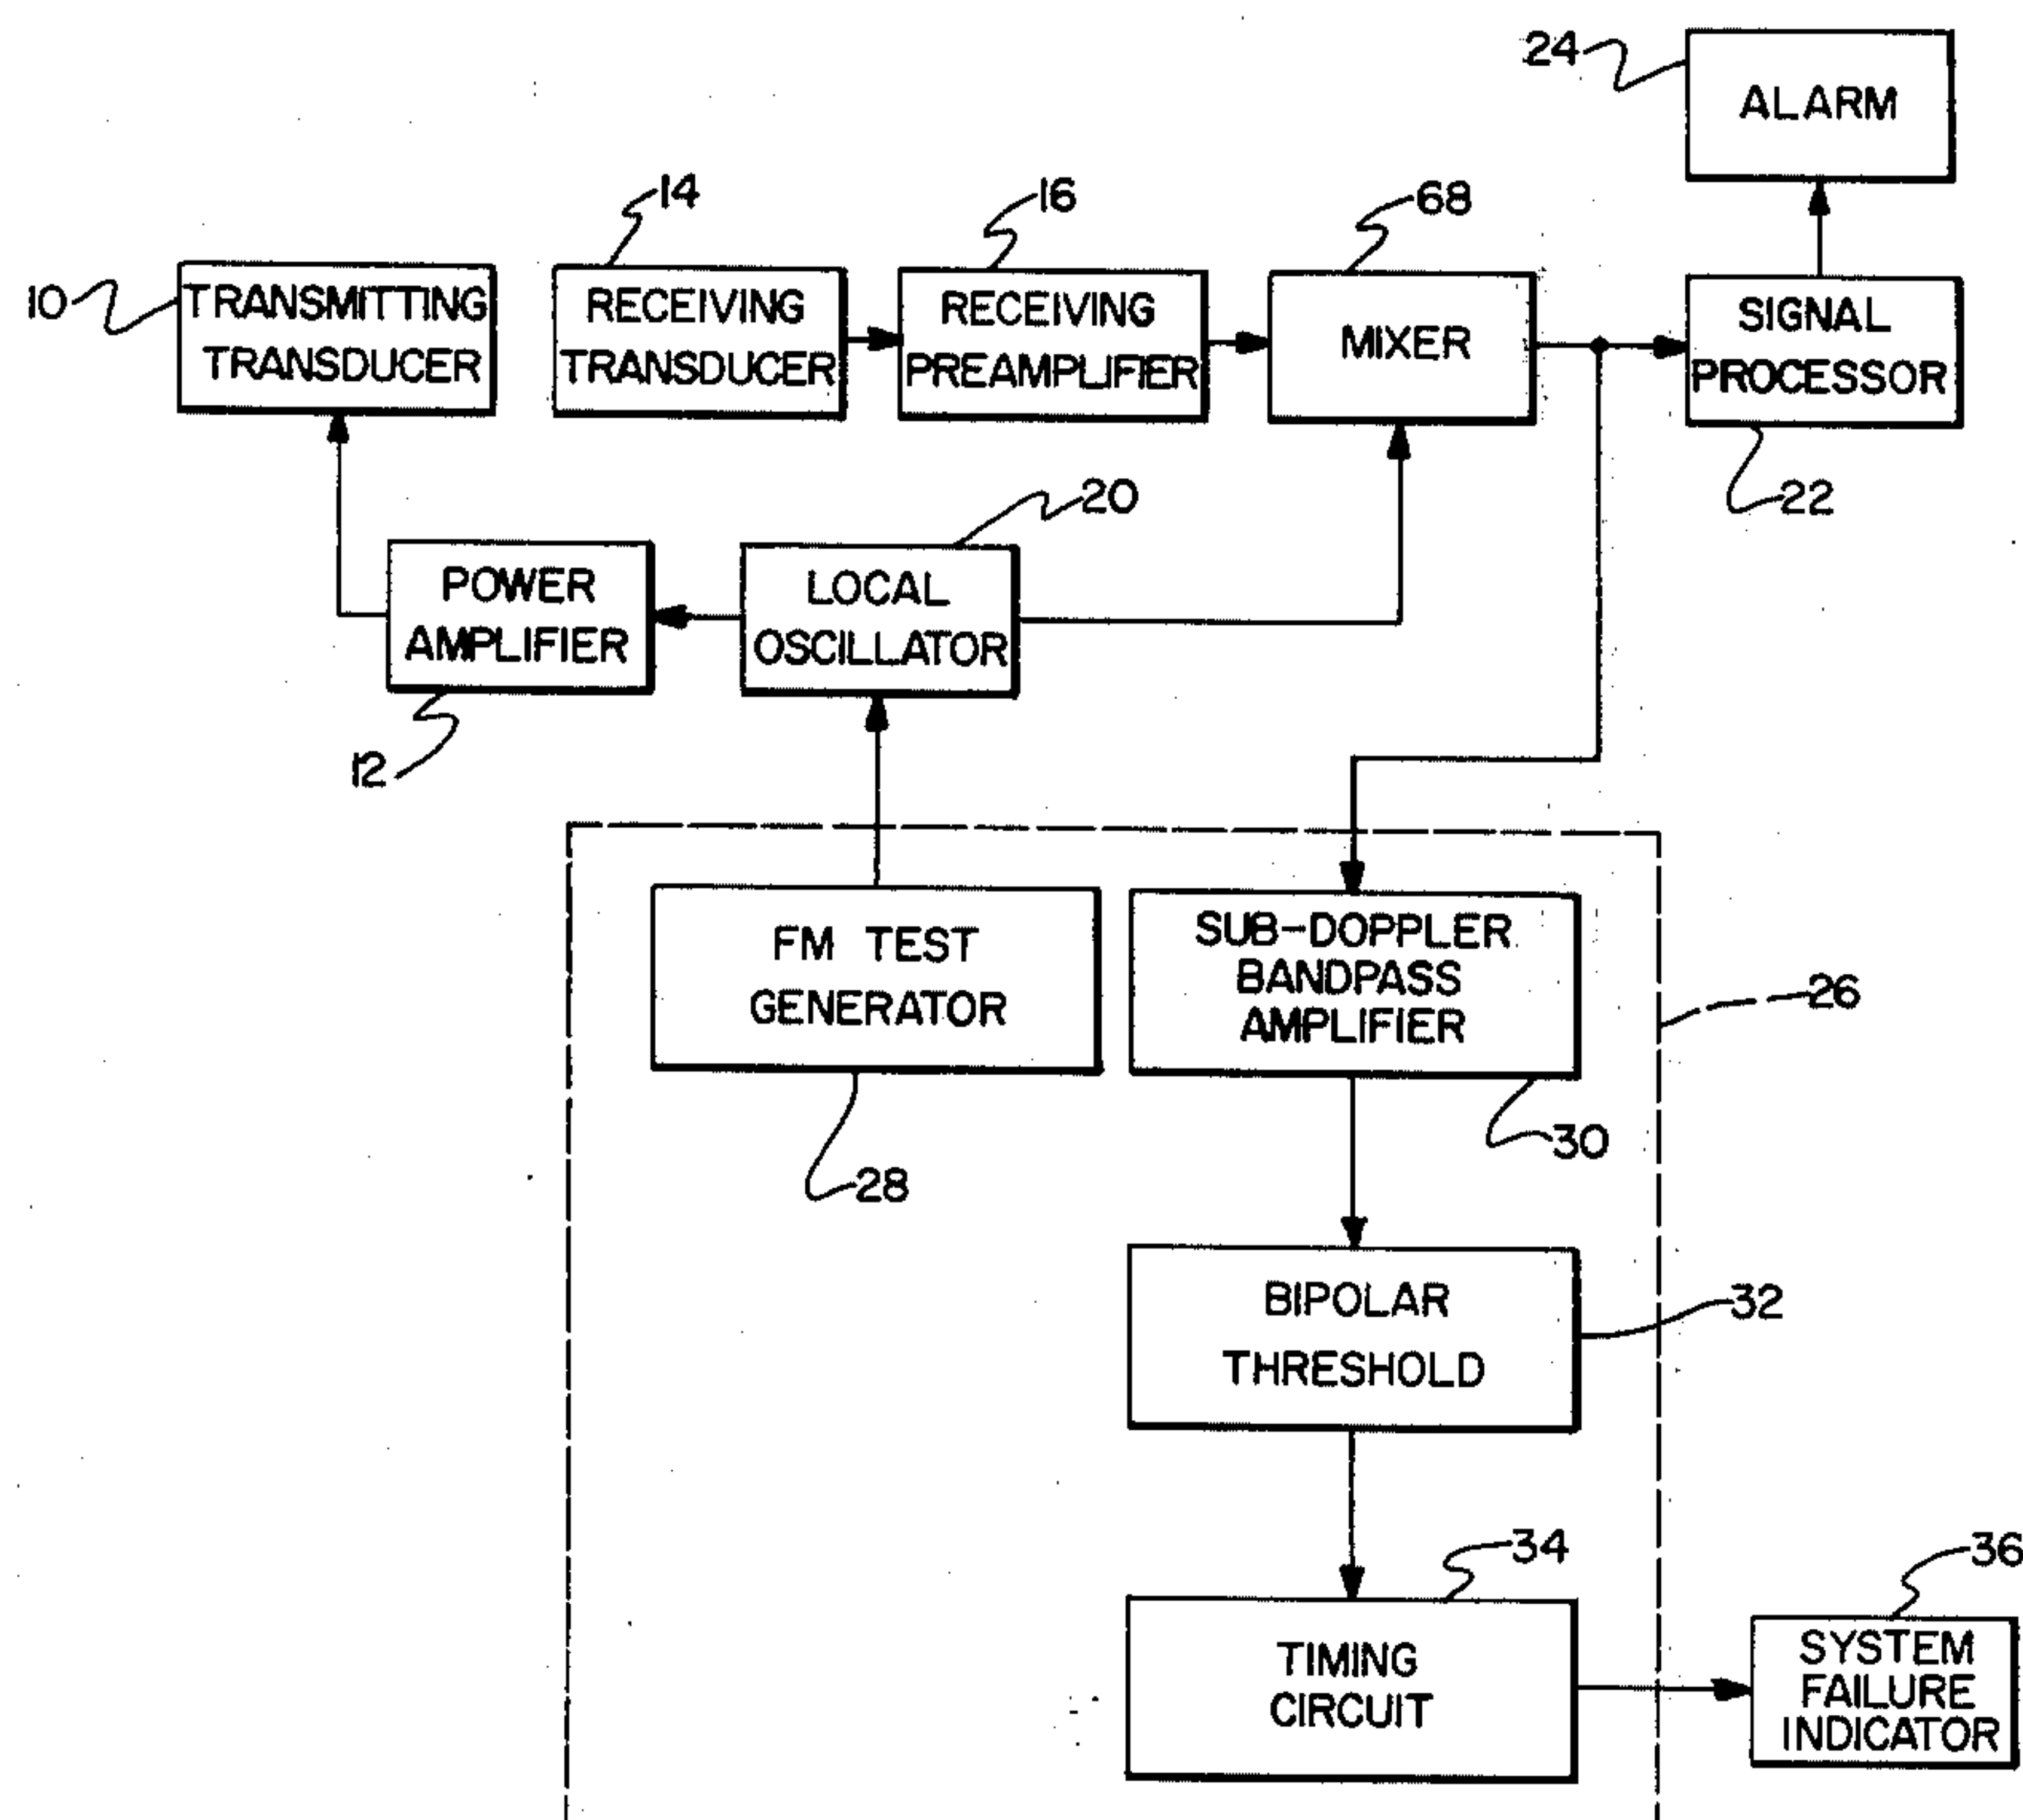 24
ALARM
14
16
68
10
TRANSMITTING
TRANSDUCER
RECEIVING
TRANSDUCER
RECEIVING
PREAMPLIFIER
MIXER
SIGNAL
PROCESSOR
22
20
POWER
AMPLIFIER
LOCAL
OSCILLATOR
12
FM TEST
GENERATOR
SUB-DOPPLER
BANDPASS
AMPLIFIER
26
30
28
BIPOLAR
THRESHOLD
32
34
36
TIMING
CIRCUIT
SYSTEM
FAILURE
INDICATOR